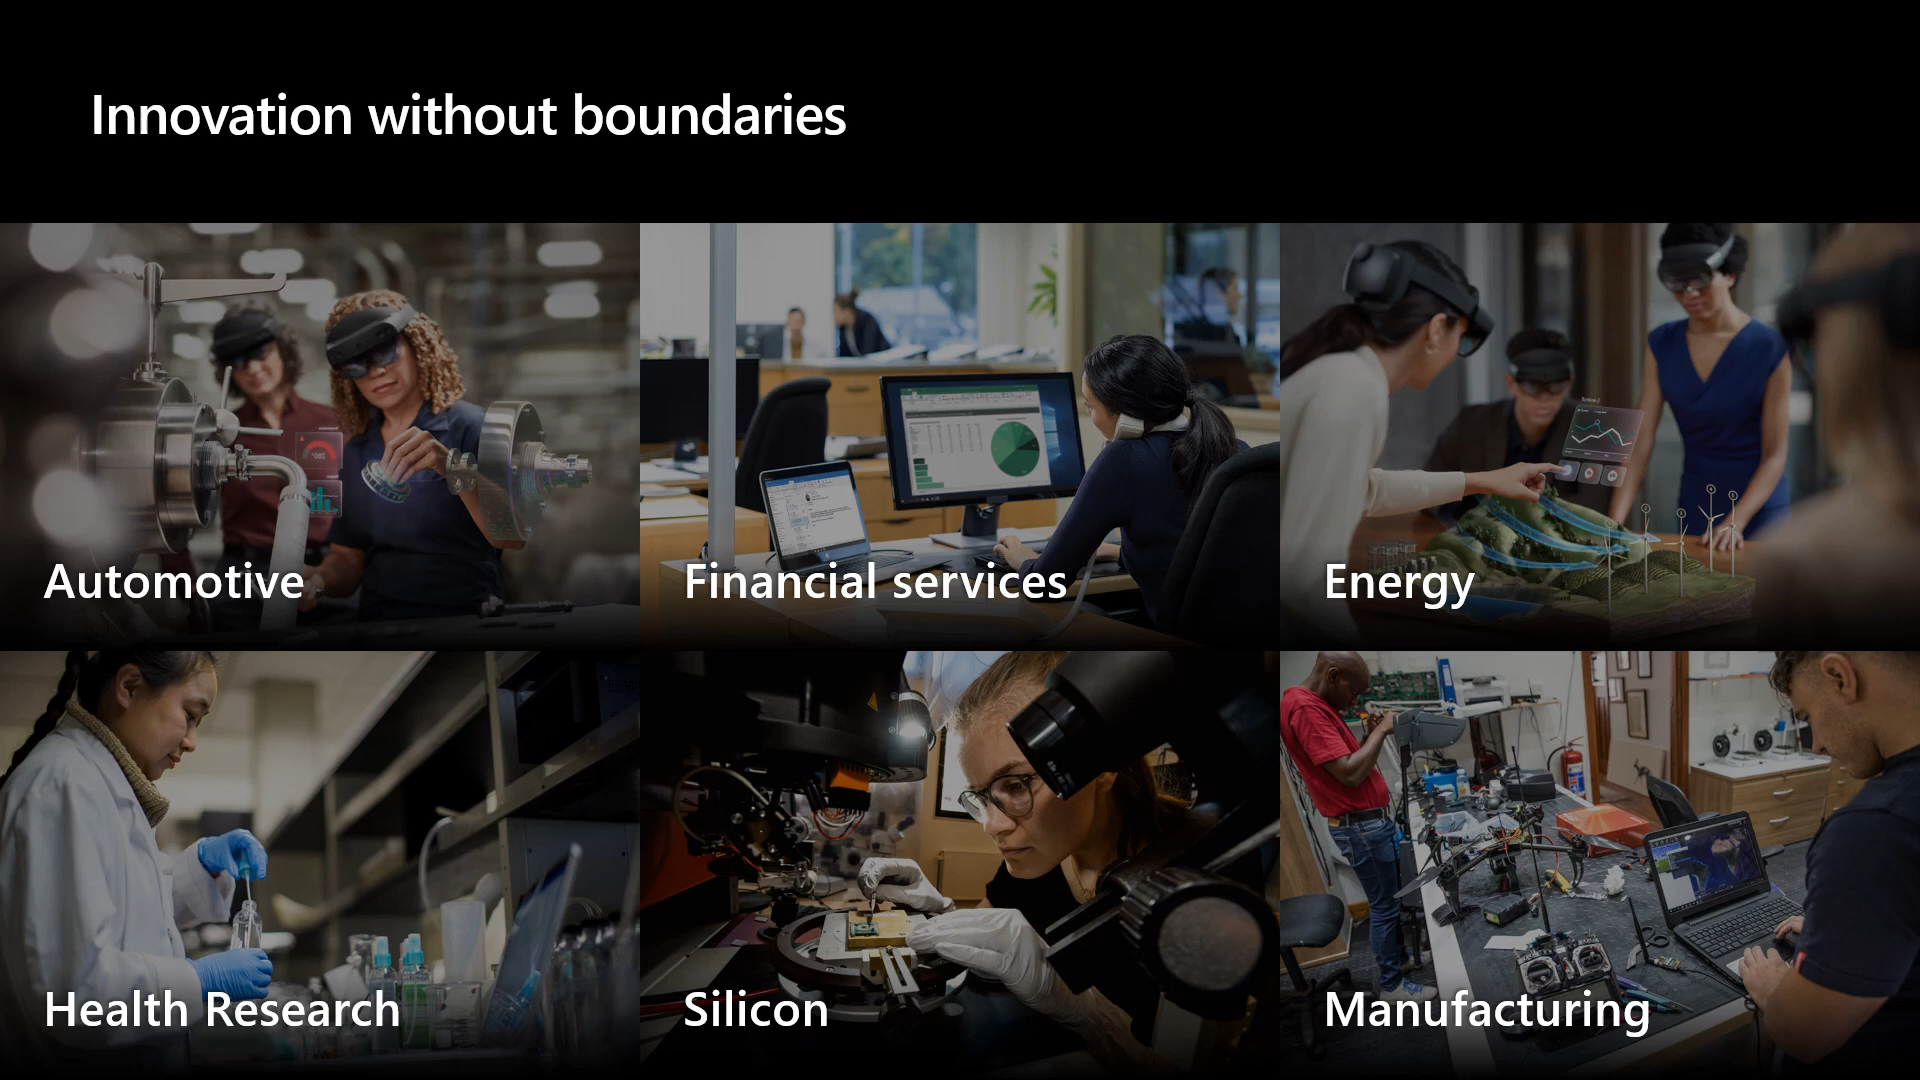 Innovation without boundaries
Automotive
Financial services
Energy
Health Research
Silicon
Manufacturing